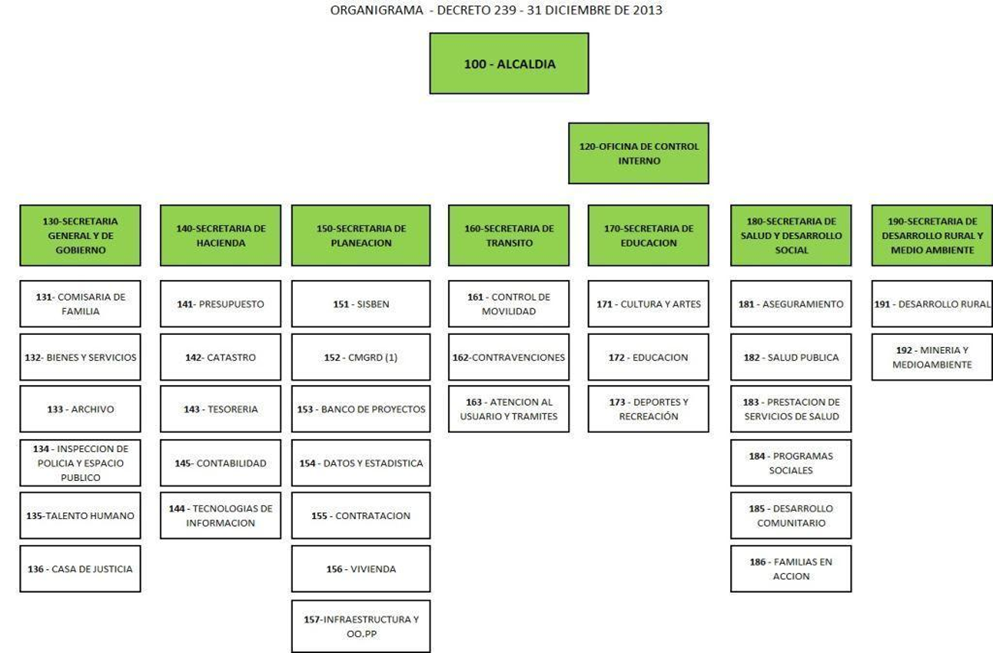 ORGANIGRAMA - DECRETO 239 - 31 DICIEMBRE DE 2013
100 - ALCALDIA
120-OFICINA DE CONTROL
INTERNO
130-SECRETARIA
GENERAL Y DE
GOBIERNO
131- COMISARIA DE
FAMILIA
132- BIENES Y SERVICIOS
133 - ARCHIVO
134 - INSPECCION DE
POLICIA Y ESPACIO
PUBLICO
135-TALENTO HUMANO
136 - CASA DE JUSTICIA
140-SECRETARIA DE
HACIENDA
141- PRESUPUESTO
142- CATASTRO
143 - TESORERIA
145- CONTABILIDAD
144 - TECNOLOGIAS DE
INFORMACION
150-SECRETARIA DE
PLANEACION
151 - SISBEN
152 - CMGRD (1)
153 - BANCO DE PROYECTOS
154 - DATOS Y ESTADISTICA
155 - CONTRATACION
156 - VIVIENDA
157-INFRAESTRUCTURA Y
OO.PP
160-SECRETARIA DE
TRANSITO
161 - CONTROL DE
MOVILIDAD
162-CONTRAVENCIONES
163 - ATENCION AL
USUARIO Y TRAMITES
170-SECRETARIA DE
EDUCACION
171 - CULTURA Y ARTES
172 - EDUCACION
173 - DEPORTES Y
RECREACIÓN
180-SECRETARIA DE
SALUD Y DESARROLLO
SOCIAL
181 - ASEGURAMIENTO
182 - SALUD PUBLICA
183 - PRESTACION DE
SERVICIOS DE SALUD
184 - PROGRAMAS
SOCIALES
185 - DESARROLLO
COMUNITARIO
186 - FAMILIAS EN
ACCION
190-SECRETARIA DE
DESARROLLO RURAL Y
MEDIO AMBIENTE
191 - DESARROLLO RURAL
192 - MINERIA Y
MEDIOAMBIENTE